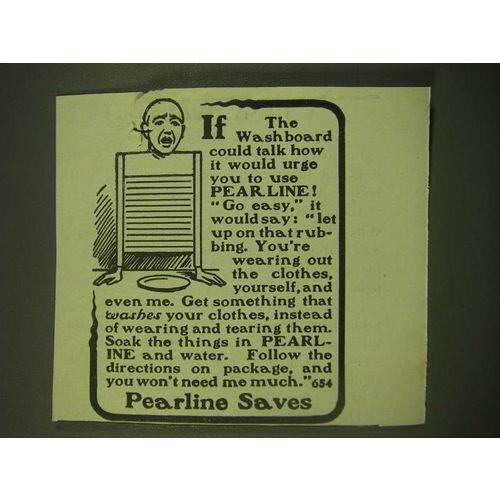 If The
Washboard
could talk how
it would urge
you to use
PEARLINE!
"Go easy," it
would say: "let
up on that rub-
bing. You're
wearing out
the clothes,
yourself, and
even me. Get something that
washes your clothes, instead
of wearing and tearing them.
Soak the things in PEARL-
INE and water. Follow the
directions on package, and
you won't need me much." 654
Pearline Saves